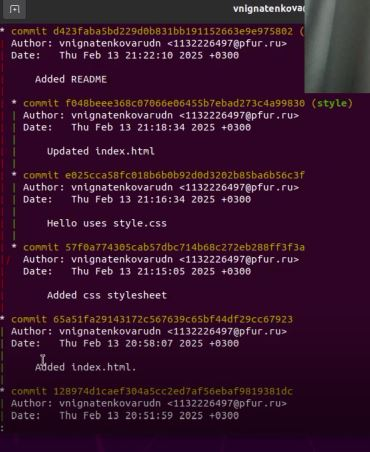 vnignatenkova
* commit d423faba5bd229d0b831bb191152663e9e975802 (
Author: vnignatenkovarudn <1132226497@pfur.ru>
Date:   Thu Feb 13 21:22:10 2025 +0300
Added README
* commit f048beee368c07066e06455b7ebad273c4a99830 (style)
| Author: vnignatenkovarudn <1132226497@pfur.ru>
| Date:   Thu Feb 13 21:18:34 2025 +0300
|
|     Updated index.html
|
* commit e025cca58fc018b6b0b92d0d3202b85ba6b56c3f
| Author: vnignatenkovarudn <1132226497@pfur.ru>
| Date:   Thu Feb 13 21:16:34 2025 +0300
|
|     Hello uses style.css
|
* commit 57f0a774305cab57dbc714b68c272eb288ff3f3a
|/  Author: vnignatenkovarudn <1132226497@pfur.ru>
Date:   Thu Feb 13 21:15:05 2025 +0300
Added css stylesheet
* commit 65a51fa29143172c567639c65bf44df29cc67923
| Author: vnignatenkovarudn <1132226497@pfur.ru>
| Date:   Thu Feb 13 20:58:07 2025 +0300
|
|     Added index.html.
|
* commit 128974d1caef304a5cc2ed7af56ebaf9819381dc
Author: vnignatenkovarudn <1132226497@pfur.ru>
Date:   Thu Feb 13 20:51:59 2025 +0300
: